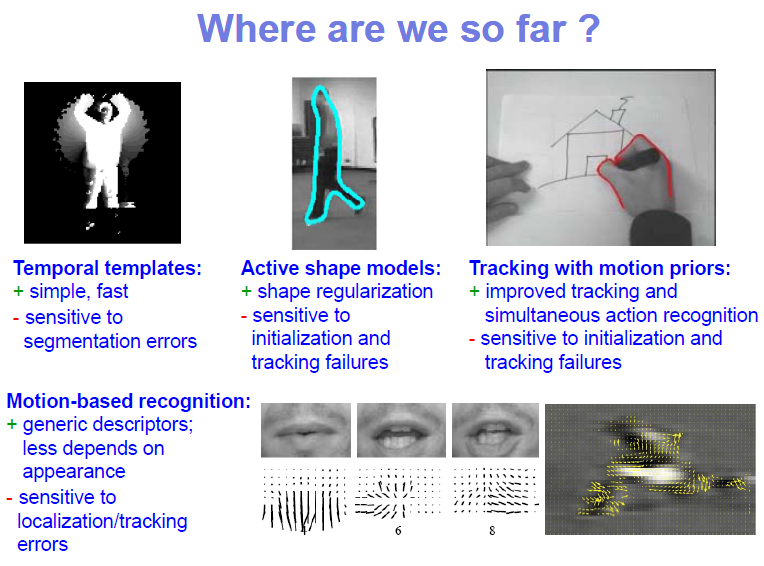 Where are we so far ?
Temporal templates:
+ simple, fast
- sensitive to
segmentation errors
Active shape models:
+ shape regularization
- sensitive to
initialization and
tracking failures
Tracking with motion priors:
+ improved tracking and
simultaneous action recognition
- sensitive to initialization and
tracking failures
Motion-based recognition:
+ generic descriptors;
less depends on
appearance
- sensitive to
localization/tracking
errors
4 6 8